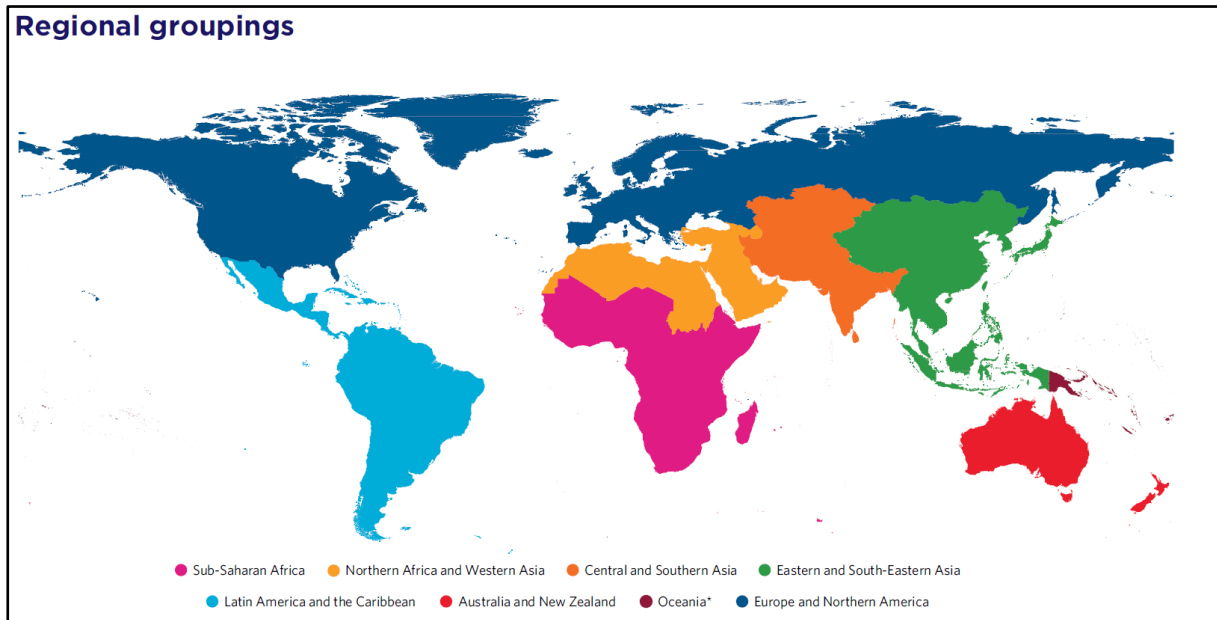 Regional groupings
Sub-Saharan Africa Northern Africa and Western Asia Central and Southern Asia Eastern and South-Eastern Asia
Latin America and the Caribbean Australia and New Zealand Oceania* Europe and Northern America